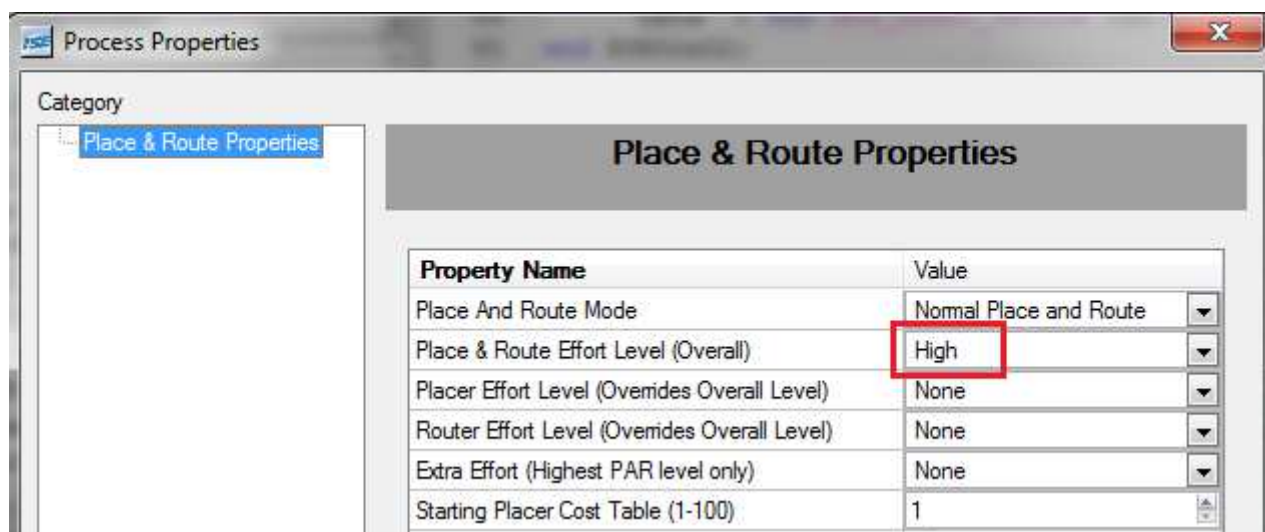 ISE Process Properties
Category
Place & Route Properties
Place & Route Properties
Property Name Value
Place And Route Mode Normal Place and Route
Place & Route Effort Level (Overall) High
Placer Effort Level (Overrides Overall Level) None
Router Effort Level (Overrides Overall Level) None
Extra Effort (Highest PAR level only) None
Starting Placer Cost Table (1-100) 1